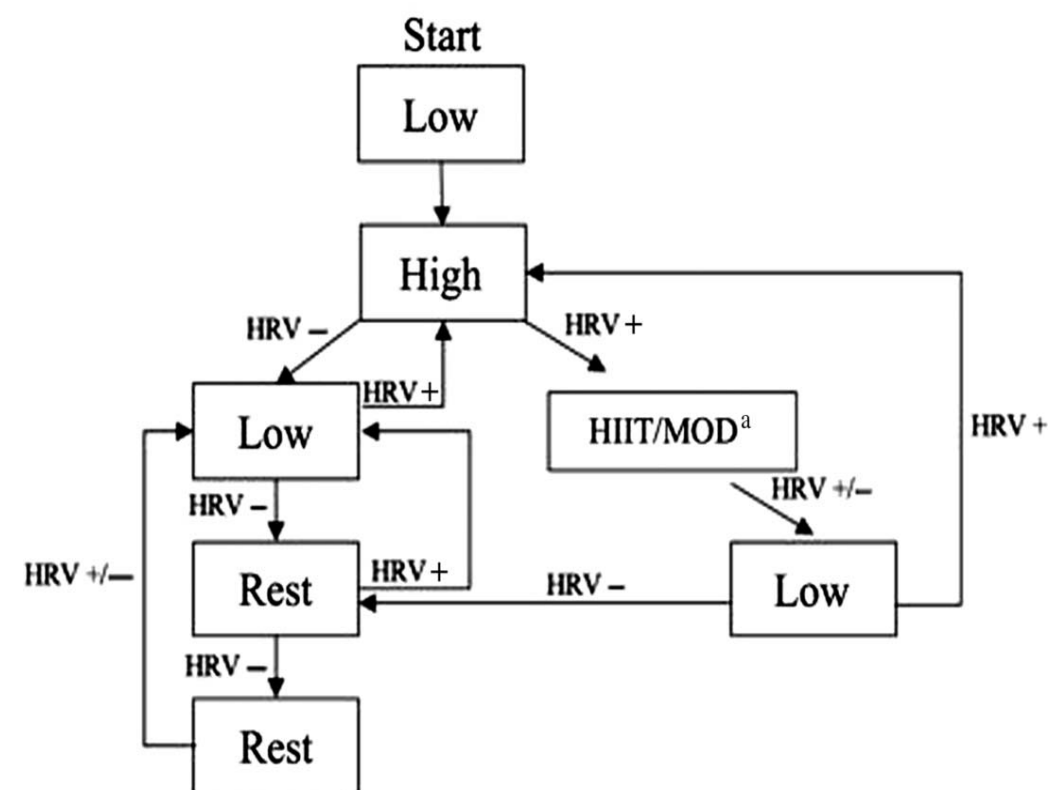 Start
Low
High
HRV –
HRV +
HRV+
Low
HIIT/MODᵃ
HRV +
HRV –
HRV +/–
HRV +/–
Rest
HRV+
HRV –
Low
HRV –
Rest